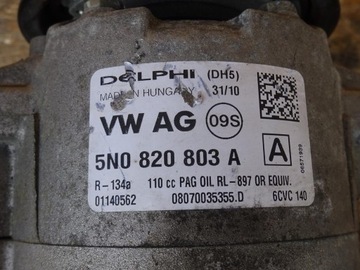 DELPHI (DH5)
MADE IN HUNGARY 31/10
VW AG 09S
5N0 820 803 A A
R-134a 110 cc PAG OIL RL-897 OR EQUIV.
01140562 08070035355.D 6CVC 140